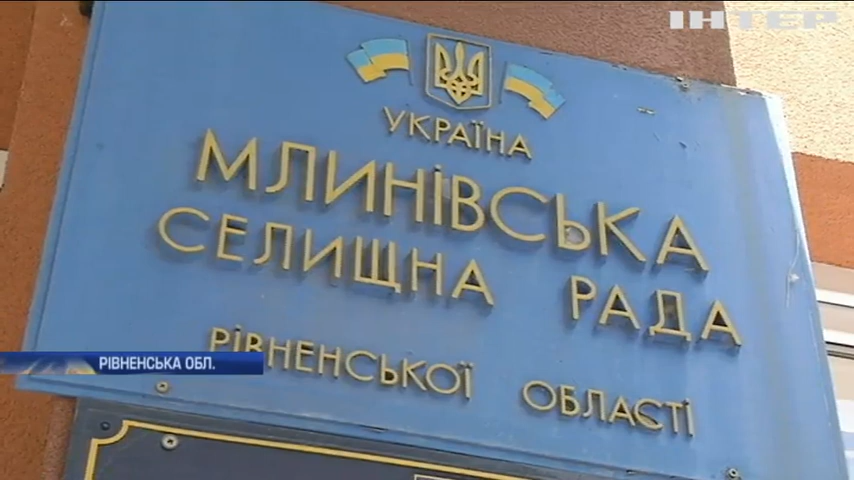 ІНТЕР
УКРАЇНА
МЛИНІВСЬКА
СЕЛИЩНА РАДА
РІВНЕНСЬКОЇ ОБЛАСТІ
РІВНЕНСЬКА ОБЛ.